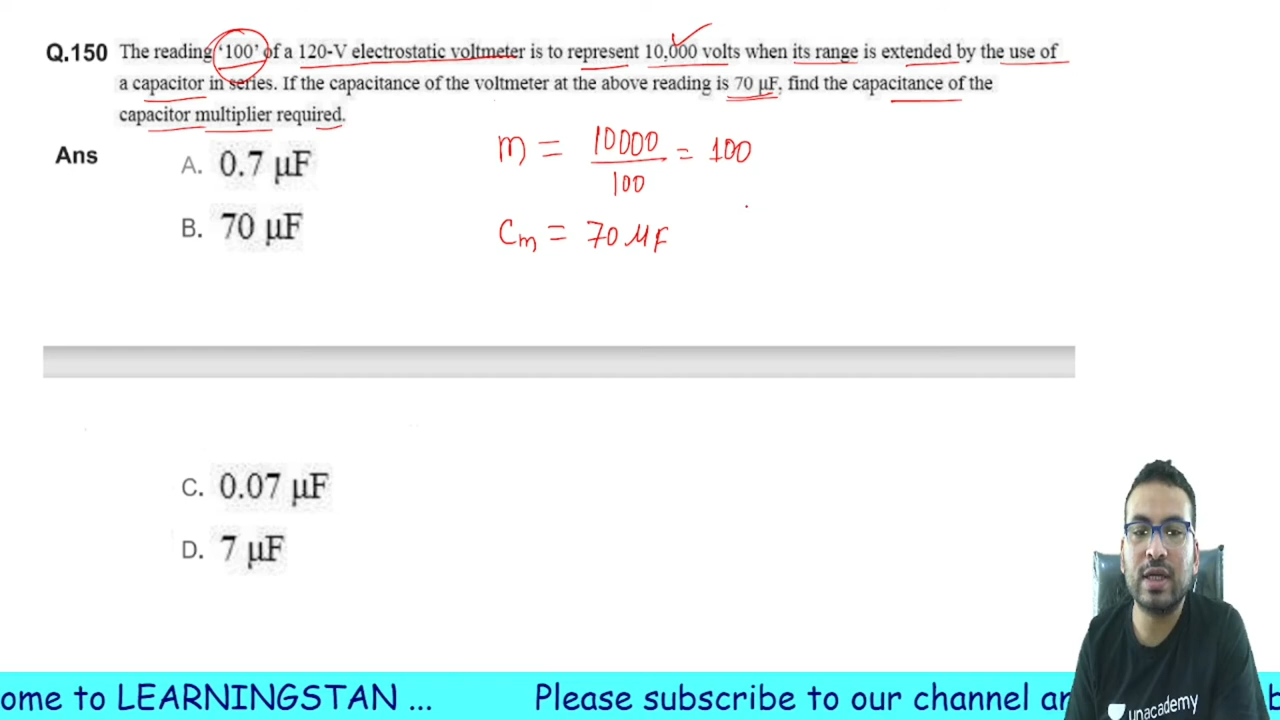 Q.150 The reading '100' of a 120-V electrostatic voltmeter is to represent 10,000 volts when its range is extended by the use of
a capacitor in series. If the capacitance of the voltmeter at the above reading is 70 μF, find the capacitance of the
capacitor multiplier required.
Ans
A. 0.7 μF
B. 70 μF
m = 10000 / 100 = 100
Cm = 70 μF
C. 0.07 μF
D. 7 μF
unacademy
ome to LEARNINGSTAN ... Please subscribe to our channel an